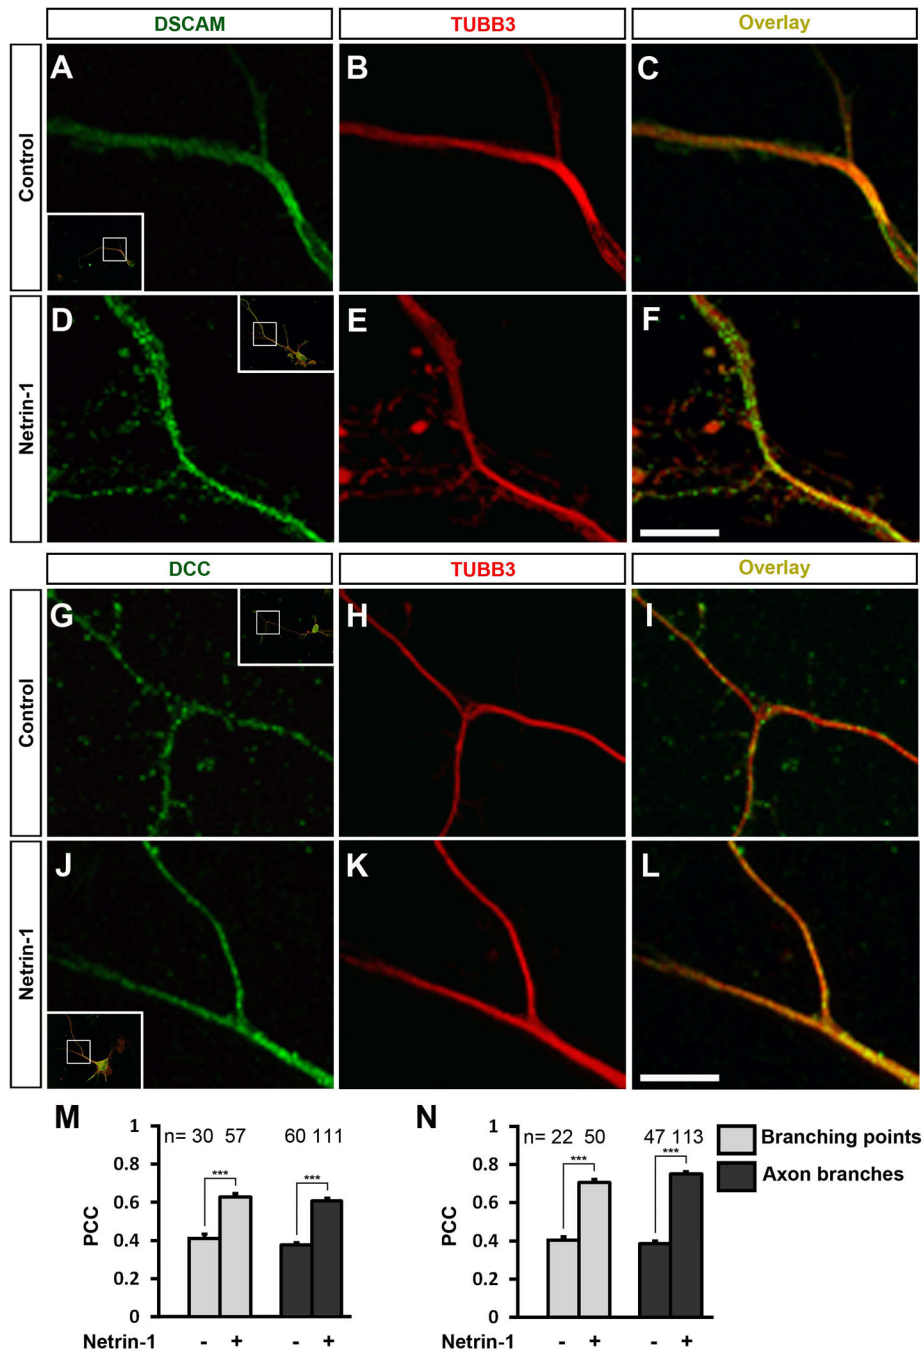 DSCAM TUBB3 Overlay
Control
A B C
Netrin-1
D E F
DCC TUBB3 Overlay
Control
G H I
Netrin-1
J K L
M
N
n= 30 57 60 111
n= 22 50 47 113
Branching points
Axon branches
PCC
1
0.8
0.6
0.4
0.2
0
*** ***
Netrin-1 - + - +
PCC
1
0.8
0.6
0.4
0.2
0
*** ***
Netrin-1 - + - +